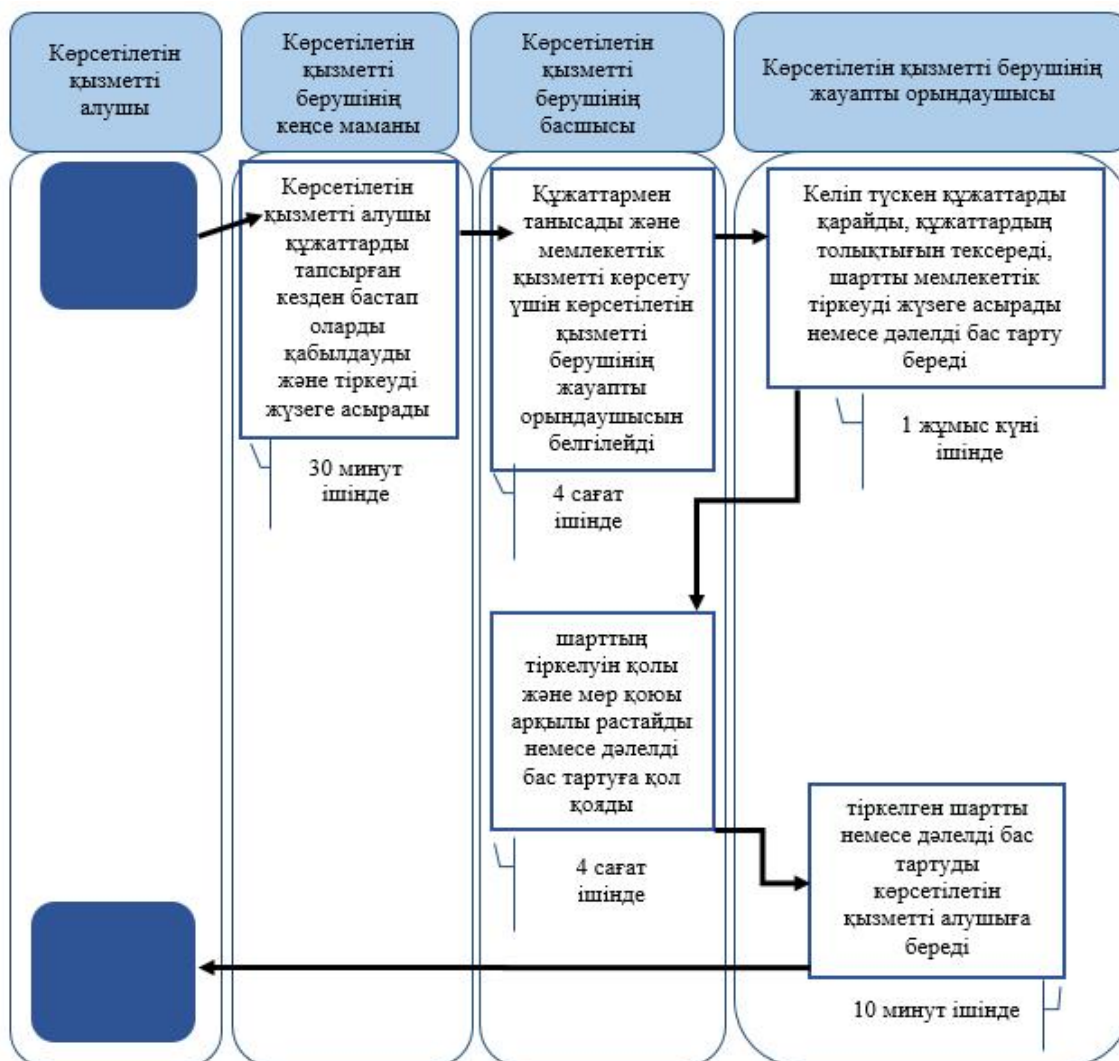 Көрсетілетін
қызметті
алушы
Көрсетілетін
қызметті
берушінің
кеңсе маманы
Көрсетілетін
қызметті
берушінің
басшысы
Көрсетілетін қызметті берушінің
жауапты орындаушысы
Көрсетілетін
қызметті алушы
құжаттарды
тапсырған
кезден бастап
оларды
қабылдауды
және тіркеуді
жүзеге асырады
30 минут
ішінде
Құжаттармен
танысады және
мемлекеттік
қызметті көрсету
үшін көрсетілетін
қызметті
берушінің
жауапты
орындаушысын
белгілейді
4 сағат
ішінде
Келіп түскен құжаттарды
қарайды, құжаттардың
толықтығын тексереді,
шартты мемлекеттік
тіркеуді жүзеге асырады
немесе дәлелді бас тарту
береді
1 жұмыс күні
ішінде
шарттың
тіркелуін қолы
және мөр қоюы
арқылы растайды
немесе дәлелді
бас тартуға қол
қояды
4 сағат
ішінде
тіркелген шартты
немесе дәлелді бас
тартуды
көрсетілетін
қызметті алушыға
береді
10 минут ішінде